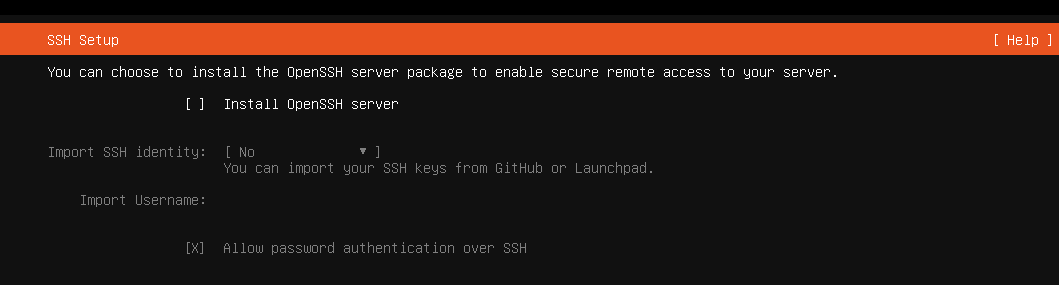 SSH Setup [ Help ]
You can choose to install the OpenSSH server package to enable secure remote access to your server.
[ ] Install OpenSSH server
Import SSH identity: [ No ▼ ]
You can import your SSH keys from GitHub or Launchpad.
Import Username:
[X] Allow password authentication over SSH